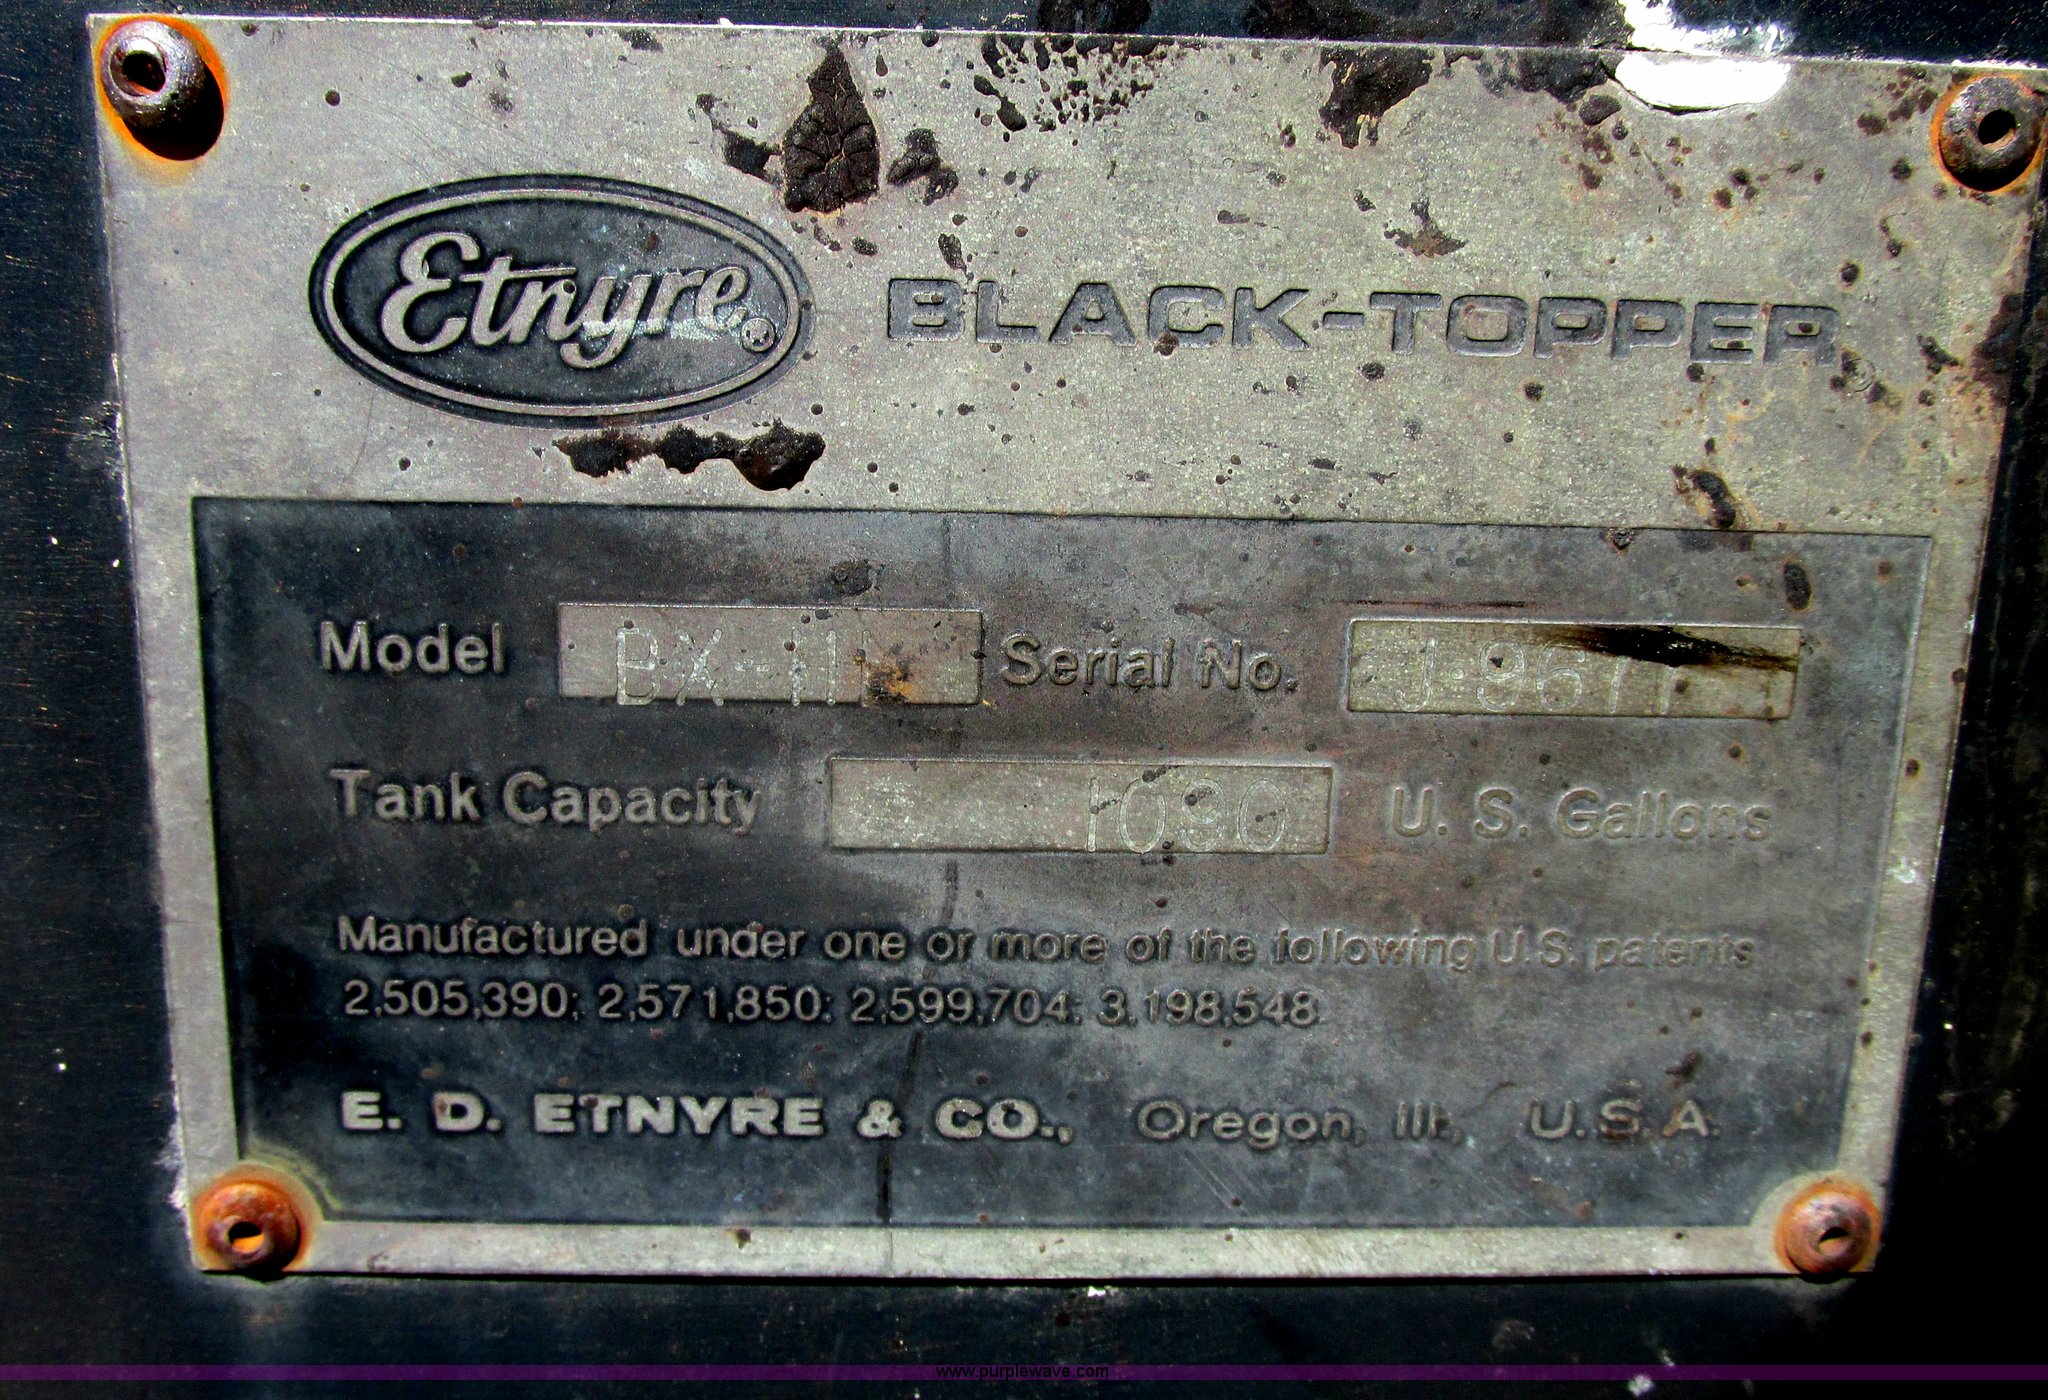 Etnyre ® BLACK-TOPPER ®
Model Serial No.
Tank Capacity 1090 U. S. Gallons
Manufactured under one or more of the following U.S. patents
2,505,390; 2,571,850; 2,599,704; 3,198,548
E. D. ETNYRE & CO., Oregon, Ill., U.S.A.
www.purplewave.com